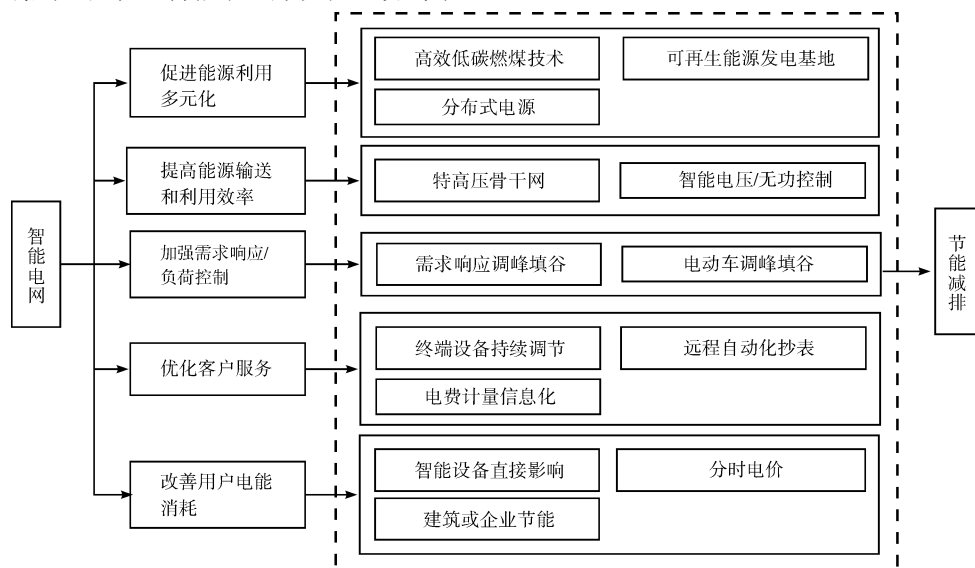 智能电网
促进能源利用
多元化
高效低碳燃煤技术
可再生能源发电基地
分布式电源
提高能源输送
和利用效率
特高压骨干网
智能电压/无功控制
加强需求响应/
负荷控制
需求响应调峰填谷
电动车调峰填谷
优化客户服务
终端设备持续调节
远程自动化抄表
电费计量信息化
改善用户电能
消耗
智能设备直接影响
分时电价
建筑或企业节能
节能减排